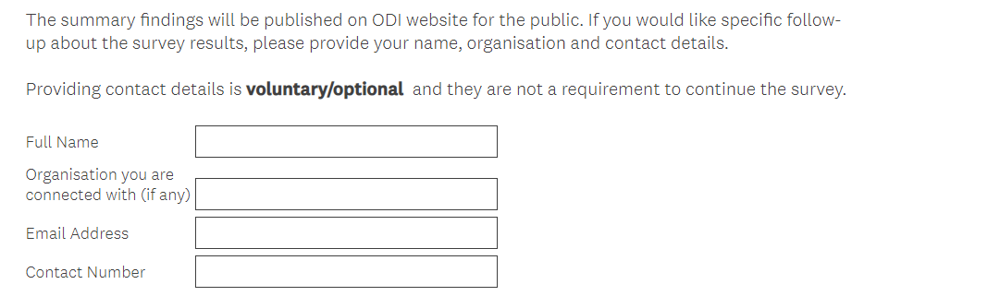 The summary findings will be published on ODI website for the public. If you would like specific follow-
up about the survey results, please provide your name, organisation and contact details.
Providing contact details is voluntary/optional and they are not a requirement to continue the survey.
Full Name
Organisation you are
connected with (if any)
Email Address
Contact Number